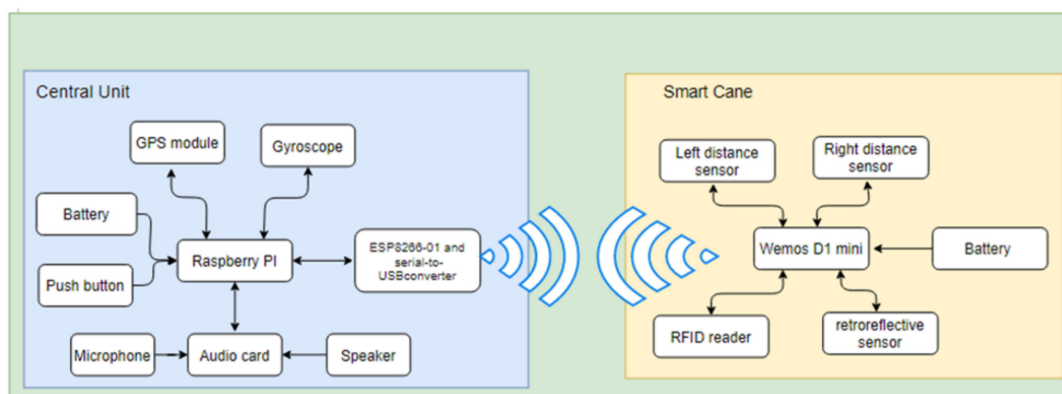 Central Unit
GPS module
Gyroscope
Battery
Push button
Raspberry PI
ESP8266-01 and
serial-to-
USBconverter
Microphone
Audio card
Speaker
Smart Cane
Left distance
sensor
Right distance
sensor
Wemos D1 mini
Battery
RFID reader
retroreflective
sensor